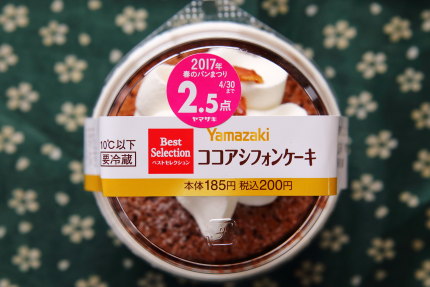 2017年
春のパンまつり
4/30
まで
2.5点
ヤマザキ
10℃以下
要冷蔵
Best
Selection
ベストセレクション
Yamazaki
ココアシフォンケーキ
本体185円 税込200円